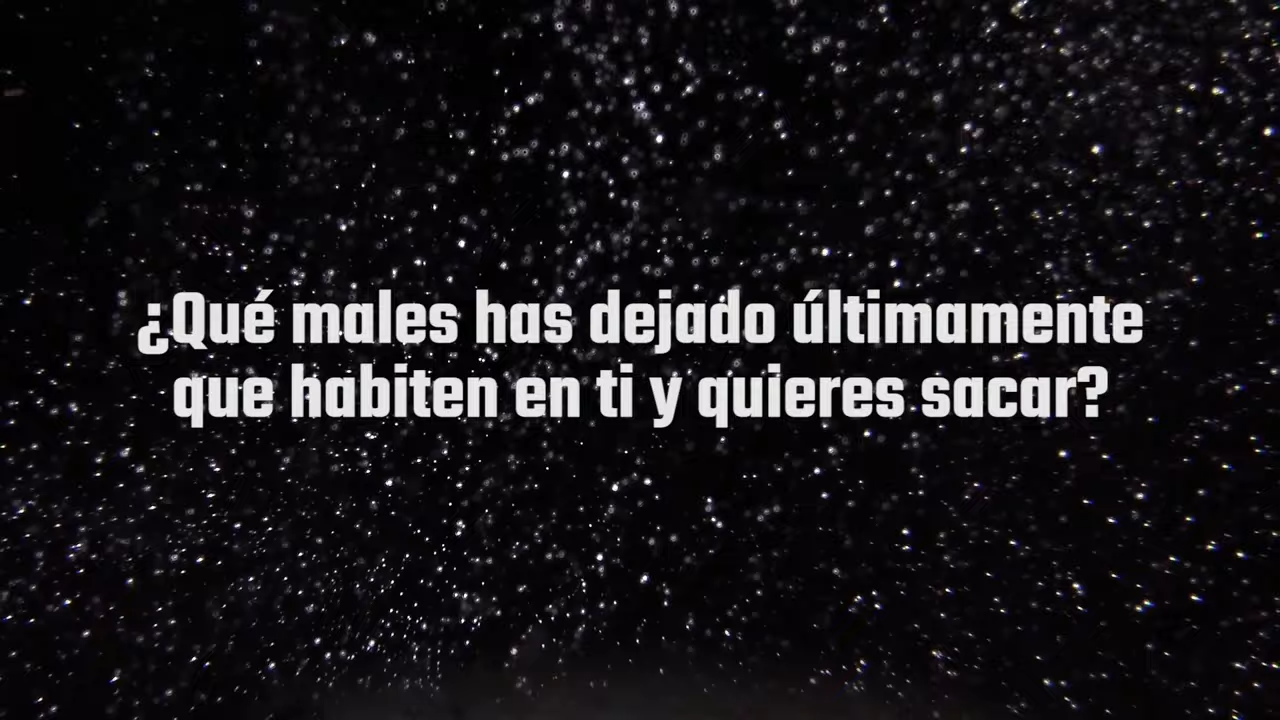 ¿Qué males has dejado últimamente
que habiten en ti y quieres sacar?